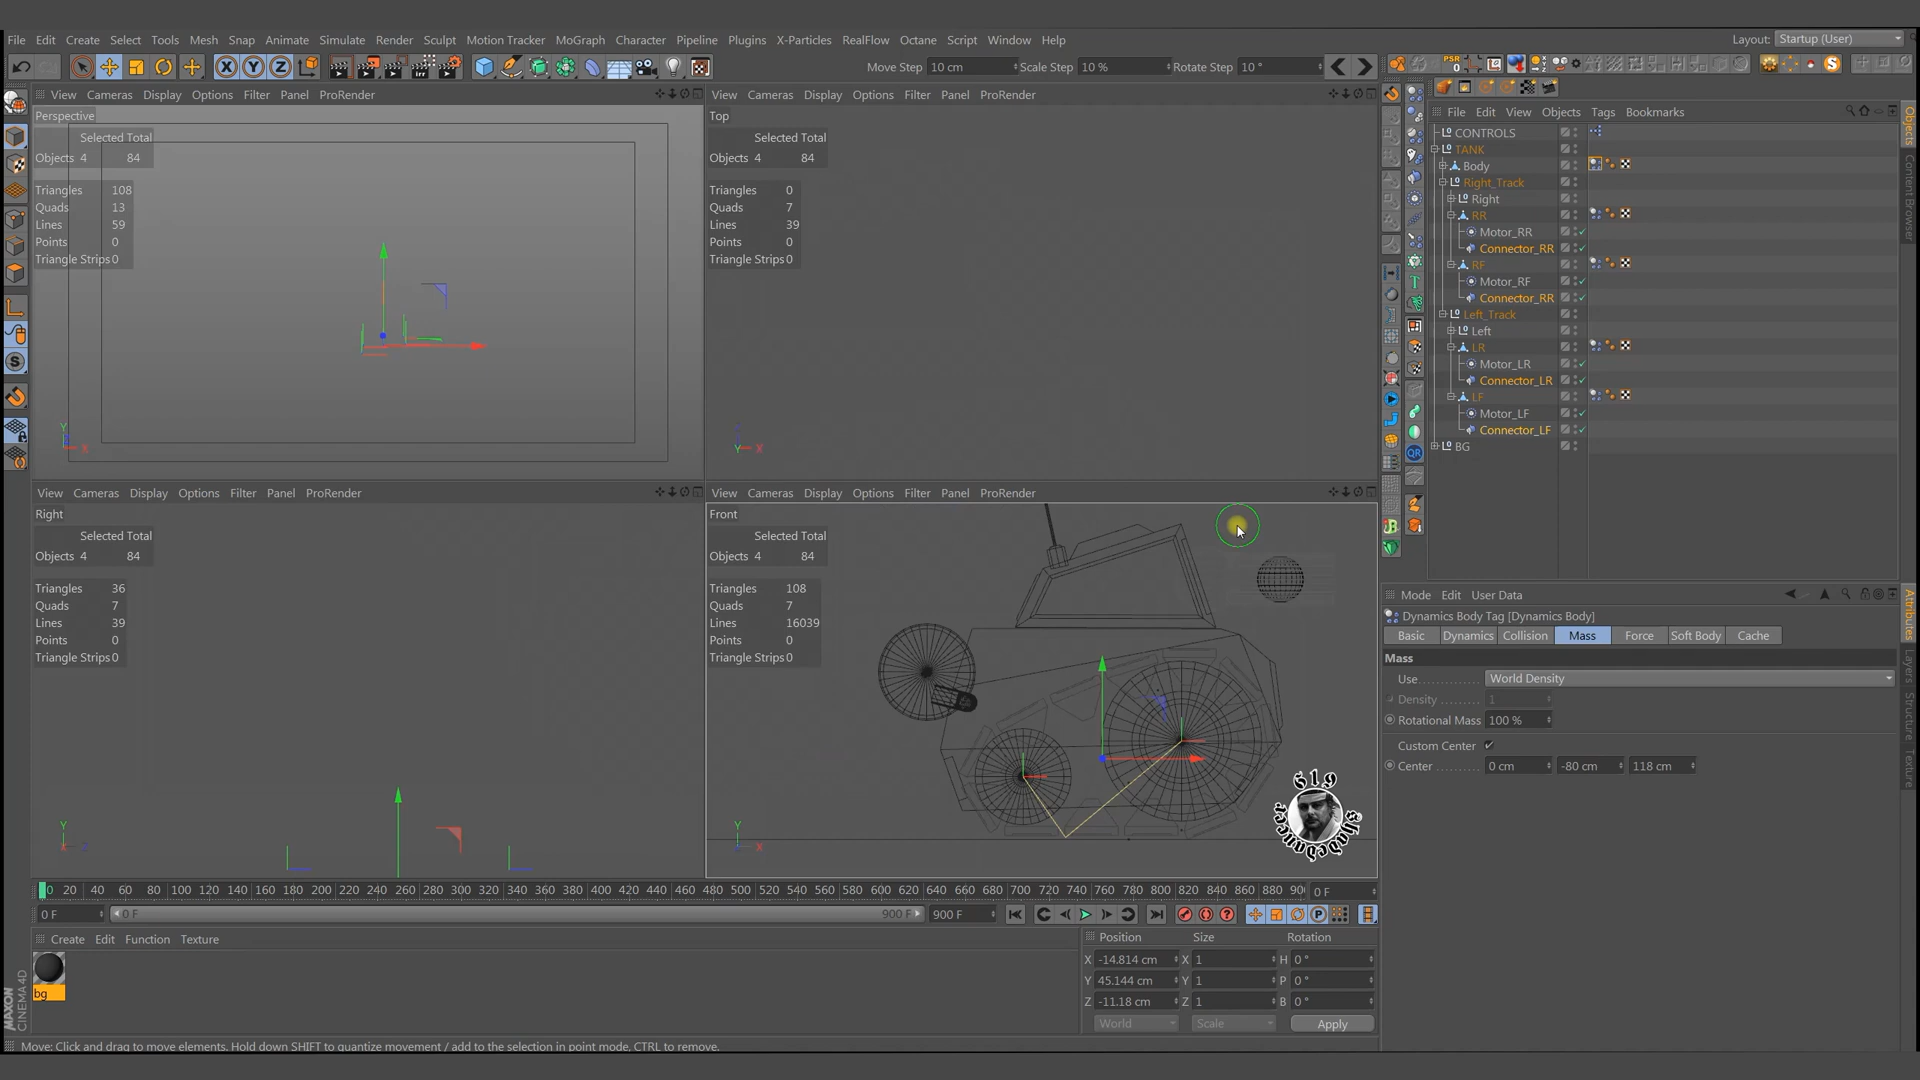 File Edit Create Select Tools Mesh Snap Animate Simulate Render Sculpt Motion Tracker MoGraph Character Pipeline Plugins X-Particles RealFlow Octane Script Window Help Layout: Startup (User)
Move Step 10 cm Scale Step 10 % Rotate Step 10 °
View Cameras Display Options Filter Panel ProRender
Perspective
Selected Total
Objects 4 84
Triangles 108
Quads 13
Lines 59
Points 0
Triangle Strips 0
Y
X
View Cameras Display Options Filter Panel ProRender
Top
Selected Total
Objects 4 84
Triangles 0
Quads 7
Lines 39
Points 0
Triangle Strips 0
Y X
View Cameras Display Options Filter Panel ProRender
Right
Selected Total
Objects 4 84
Triangles 36
Quads 7
Lines 39
Points 0
Triangle Strips 0
Y
X Z
View Cameras Display Options Filter Panel ProRender
Front
Selected Total
Objects 4 84
Triangles 108
Quads 7
Lines 16039
Points 0
Triangle Strips 0
Y
X
File Edit View Objects Tags Bookmarks
CONTROLS
TANK
Body
Right_Track
Right
RR
Motor_RR
Connector_RR
RF
Motor_RF
Connector_RR
Left_Track
Left
LR
Motor_LR
Connector_LR
LF
Motor_LF
Connector_LF
BG
Objects
Content Browser
Mode Edit User Data
Dynamics Body Tag [Dynamics Body]
Basic Dynamics Collision Mass Force Soft Body Cache
Mass
Use World Density
Density 1
Rotational Mass 100 %
Custom Center
Center 0 cm -80 cm 118 cm
Attributes
Layers
Structure
Texture
0 20 40 60 80 100 120 140 160 180 200 220 240 260 280 300 320 340 360 380 400 420 440 460 480 500 520 540 560 580 600 620 640 660 680 700 720 740 760 780 800 820 840 860 880 90 0 F
0 F 0 F 900 F 900 F
Create Edit Function Texture
bg
MAXON
CINEMA 4D
Position Size Rotation
X -14.814 cm X 1 H 0 °
Y 45.144 cm Y 1 P 0 °
Z -11.18 cm Z 1 B 0 °
World Scale Apply
Move: Click and drag to move elements. Hold down SHIFT to quantize movement / add to the selection in point mode, CTRL to remove.